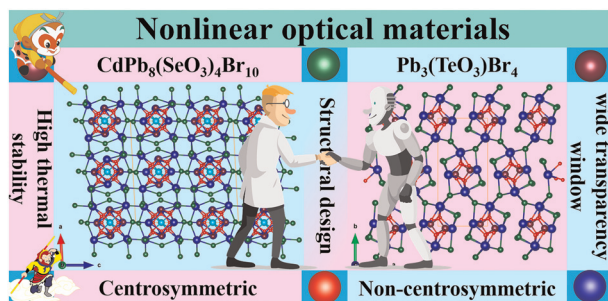 Nonlinear optical materials
CdPb₈(SeO₃)₄Br₁₀
Pb₃(TeO₃)Br₄
High thermal
stability
Structural design
Wide transparency
window
a
c
b
Centrosymmetric
Non-centrosymmetric